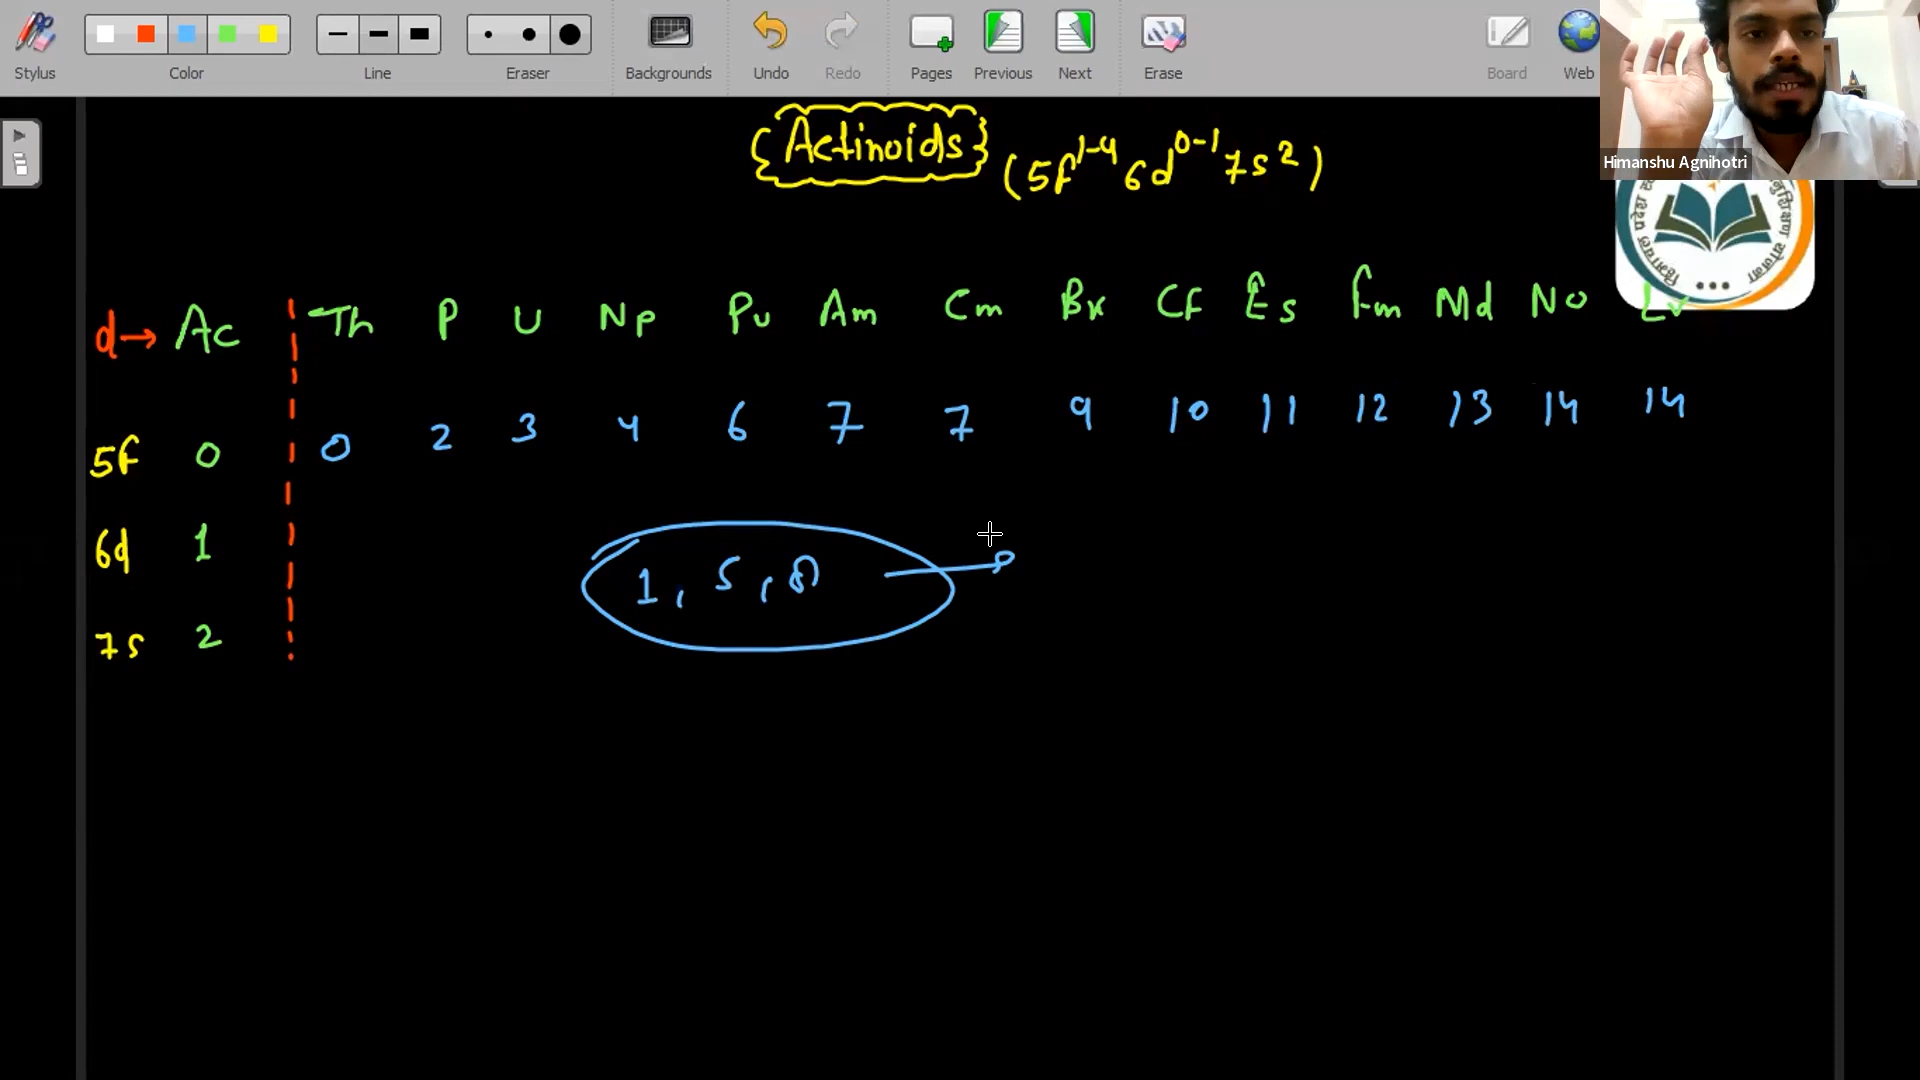 Stylus Color Line Eraser Backgrounds Undo Redo Pages Previous Next Erase Board Web
Himanshu Agnihotri
{Actinoids} (5f¹⁻⁴ 6d⁰⁻¹ 7s²)
d→ Ac Th P U Np Pu Am Cm Bk Cf Es Fm Md No Lr
5f 0 0 2 3 4 6 7 7 9 10 11 12 13 14 14
6d 1
1, 5, 8
7s 2